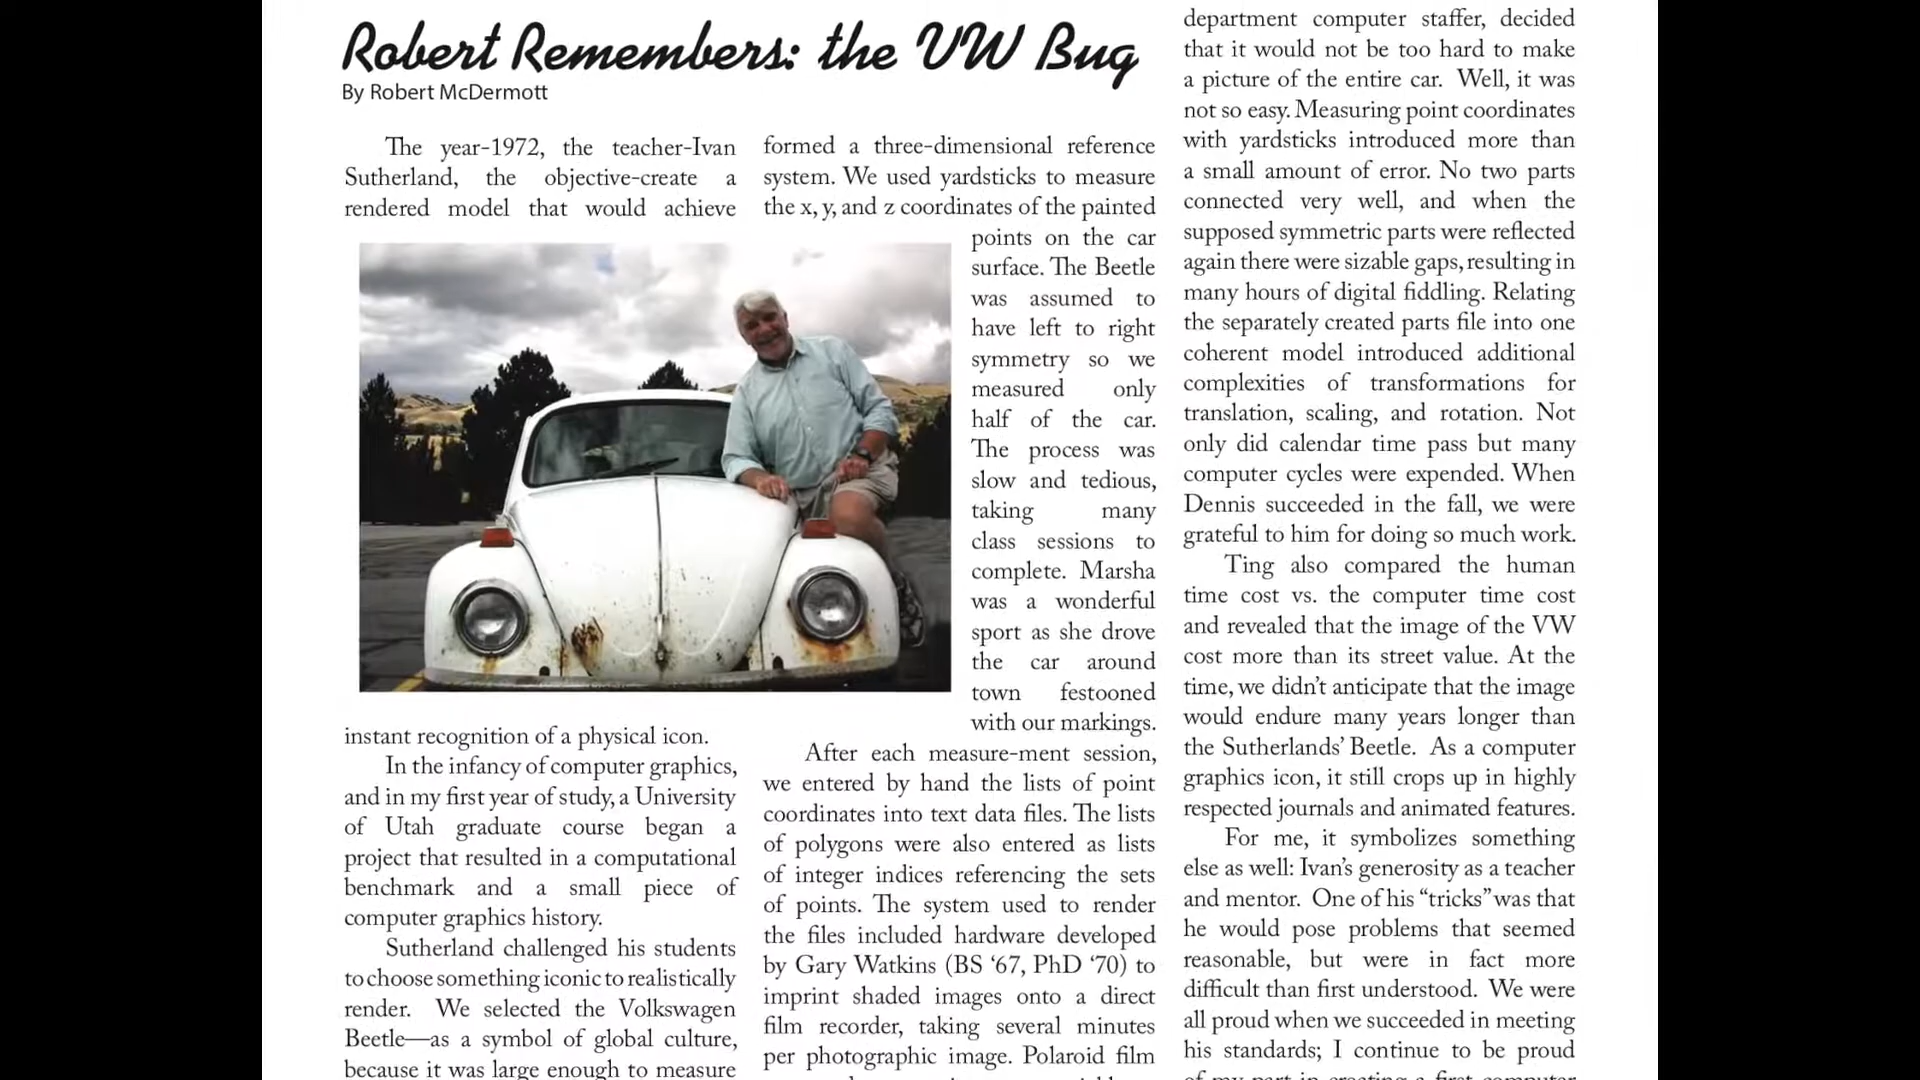 Robert Remembers: the VW Bug
By Robert McDermott
The year-1972, the teacher-Ivan
Sutherland, the objective-create a
rendered model that would achieve
instant recognition of a physical icon.
In the infancy of computer graphics,
and in my first year of study, a University
of Utah graduate course began a
project that resulted in a computational
benchmark and a small piece of
computer graphics history.
Sutherland challenged his students
to choose something iconic to realistically
render. We selected the Volkswagen
Beetle—as a symbol of global culture,
because it was large enough to measure
formed a three-dimensional reference
system. We used yardsticks to measure
the x, y, and z coordinates of the painted
points on the car
surface. The Beetle
was assumed to
have left to right
symmetry so we
measured only
half of the car.
The process was
slow and tedious,
taking many
class sessions to
complete. Marsha
was a wonderful
sport as she drove
the car around
town festooned
with our markings.
After each measure-ment session,
we entered by hand the lists of point
coordinates into text data files. The lists
of polygons were also entered as lists
of integer indices referencing the sets
of points. The system used to render
the files included hardware developed
by Gary Watkins (BS ‘67, PhD ‘70) to
imprint shaded images onto a direct
film recorder, taking several minutes
per photographic image. Polaroid film
department computer staffer, decided
that it would not be too hard to make
a picture of the entire car. Well, it was
not so easy. Measuring point coordinates
with yardsticks introduced more than
a small amount of error. No two parts
connected very well, and when the
supposed symmetric parts were reflected
again there were sizable gaps, resulting in
many hours of digital fiddling. Relating
the separately created parts file into one
coherent model introduced additional
complexities of transformations for
translation, scaling, and rotation. Not
only did calendar time pass but many
computer cycles were expended. When
Dennis succeeded in the fall, we were
grateful to him for doing so much work.
Ting also compared the human
time cost vs. the computer time cost
and revealed that the image of the VW
cost more than its street value. At the
time, we didn’t anticipate that the image
would endure many years longer than
the Sutherlands’ Beetle. As a computer
graphics icon, it still crops up in highly
respected journals and animated features.
For me, it symbolizes something
else as well: Ivan’s generosity as a teacher
and mentor. One of his “tricks” was that
he would pose problems that seemed
reasonable, but were in fact more
difficult than first understood. We were
all proud when we succeeded in meeting
his standards; I continue to be proud
of my part in creating a first computer